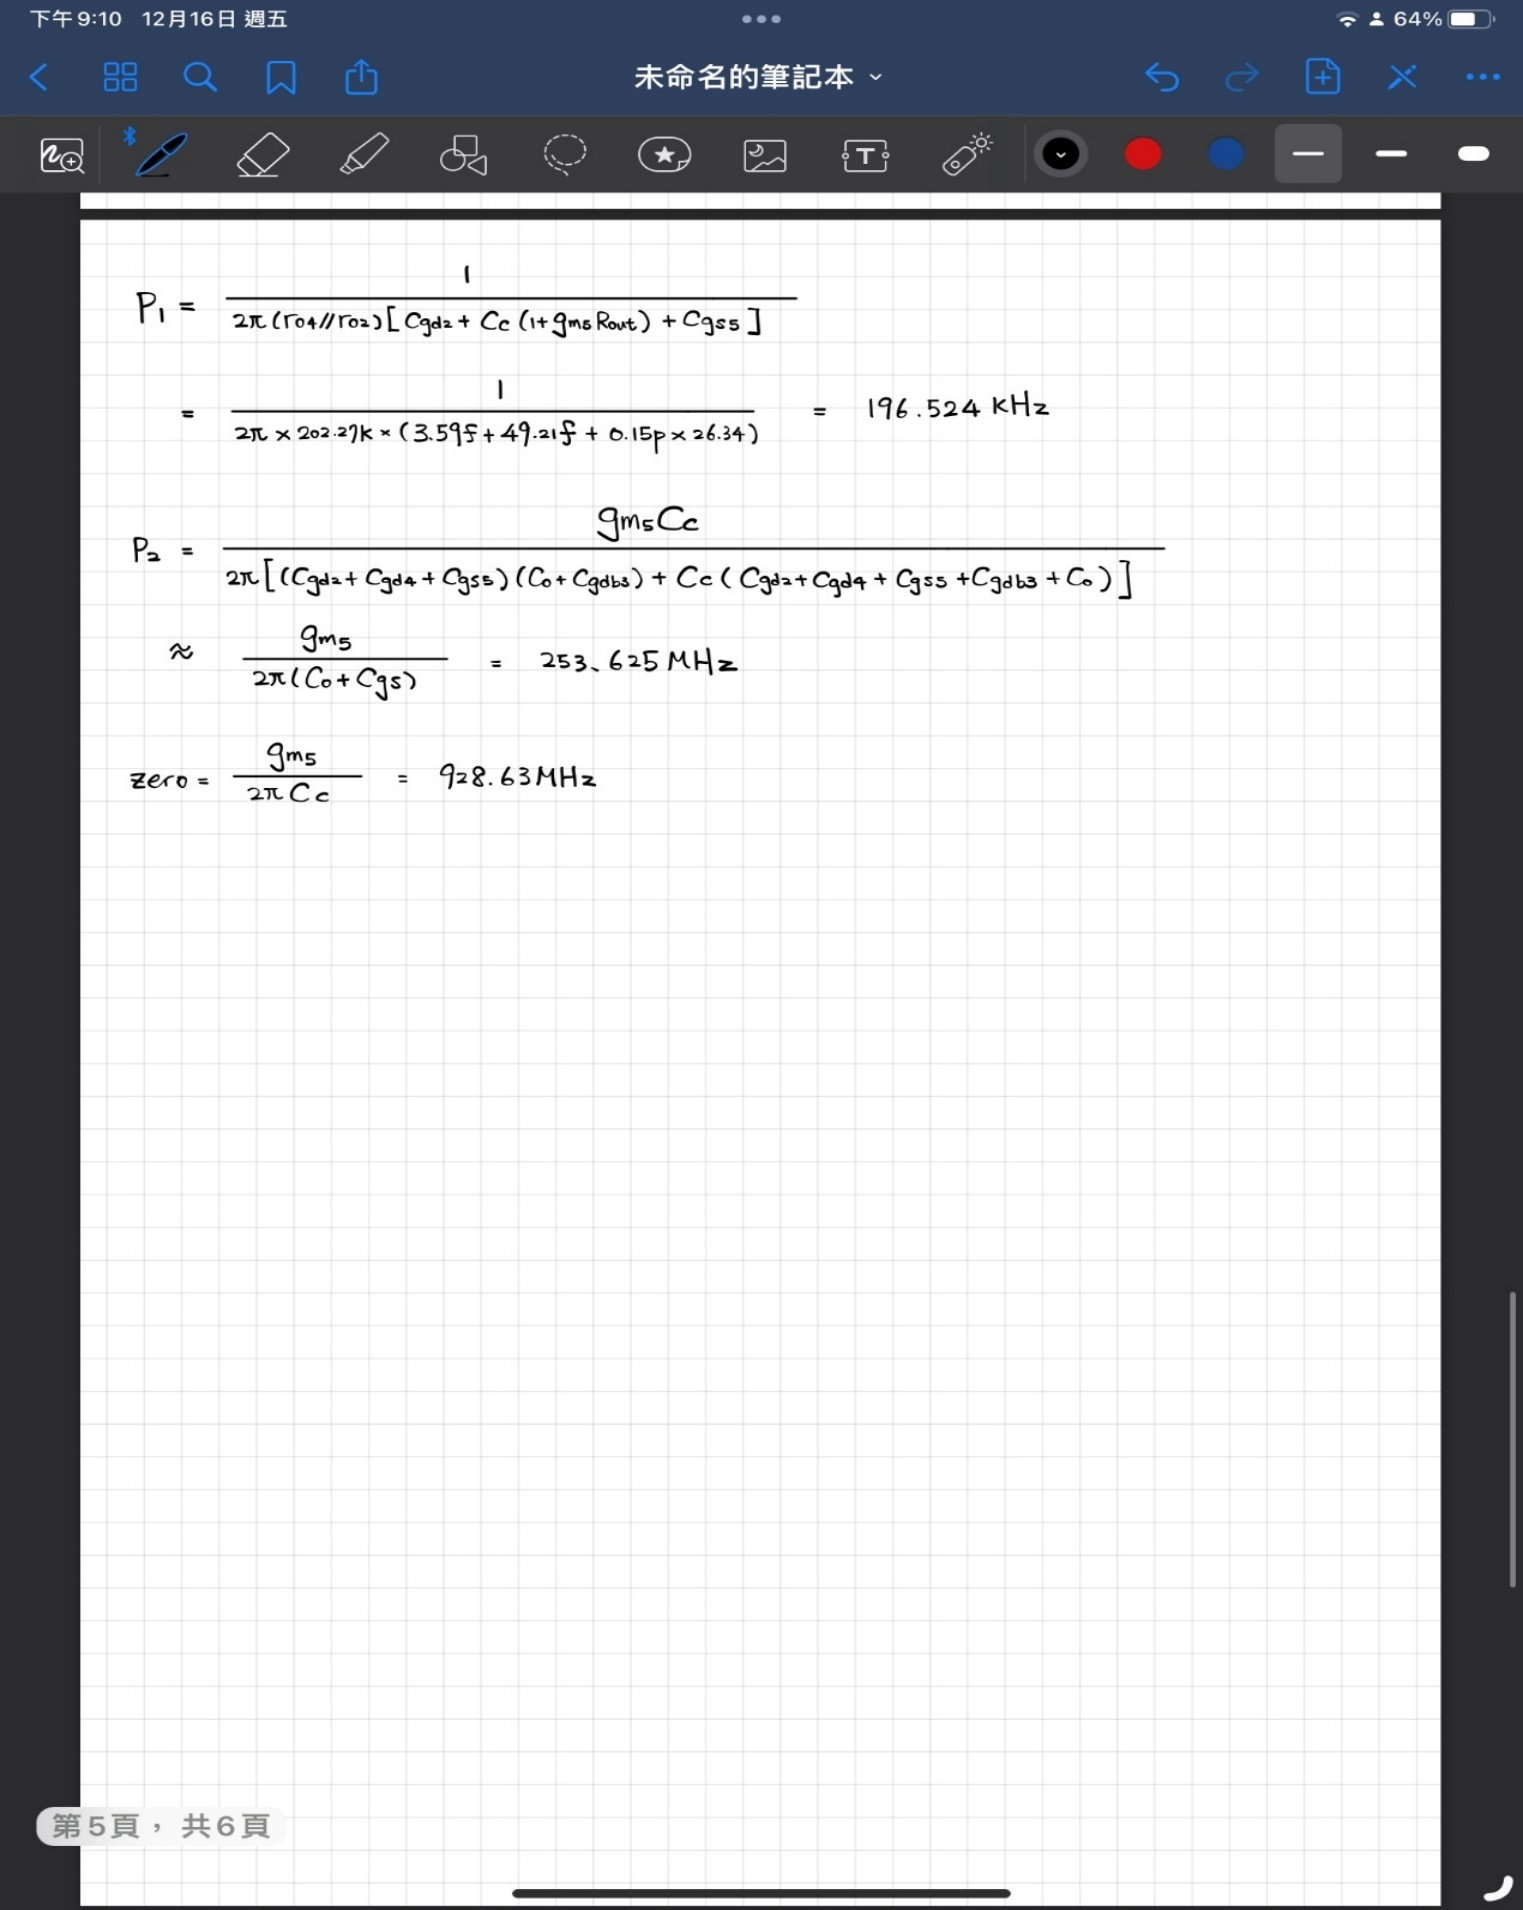 下午9:10 12月16日 週五
64%
未命名的筆記本
T
P₁ = 1 / 2π(ro4//ro2)[Cgd2 + Cc(1+gm5Rout) + Cgs5]
= 1 / 2π × 202.27k × (3.59f + 49.21f + 0.15p × 26.34) = 196.524 kHz
P₂ = gm5Cc / 2π[(Cgd2 + Cgd4 + Cgs5)(Co + Cgdb3) + Cc(Cgd2 + Cgd4 + Cgs5 + Cgdb3 + Co)]
≈ gm5 / 2π(Co + Cgs) = 253.625 MHz
zero = gm5 / 2πCc = 928.63 MHz
第5頁，共6頁